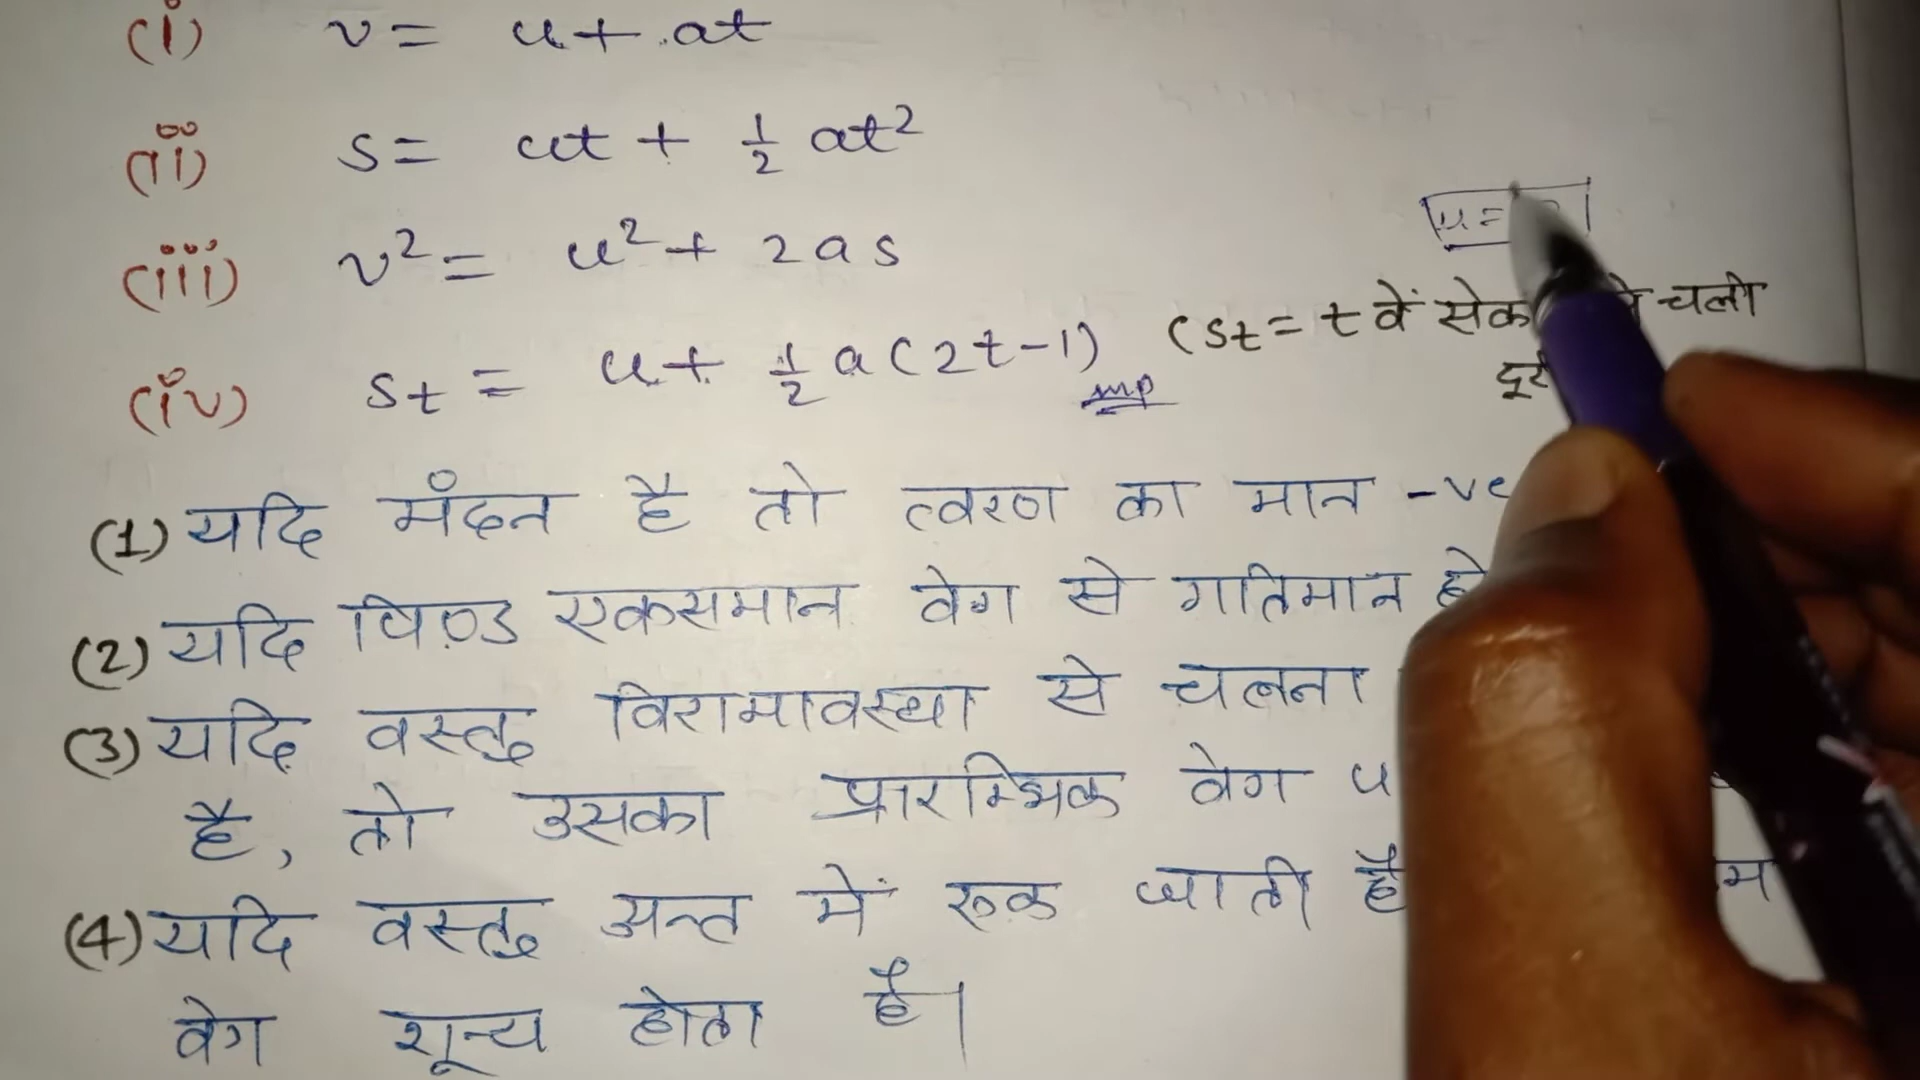 (i) v = u + at
(ii) s = ut + 1/2 at²
(iii) v² = u² + 2as
u =
(iv) St = u + 1/2 a(2t-1) (St = t वें चली
imp
(1) यदि मंदन है तो त्वरण का मान -ve
(2) यदि पिण्ड एकसमान वेग से गतिमान
(3) यदि वस्तु विरामावस्था से चलना
है, तो उसका प्रारम्भिक वेग u
(4) यदि वस्तु अन्त में रूक जाती है
वेग शून्य होता है।